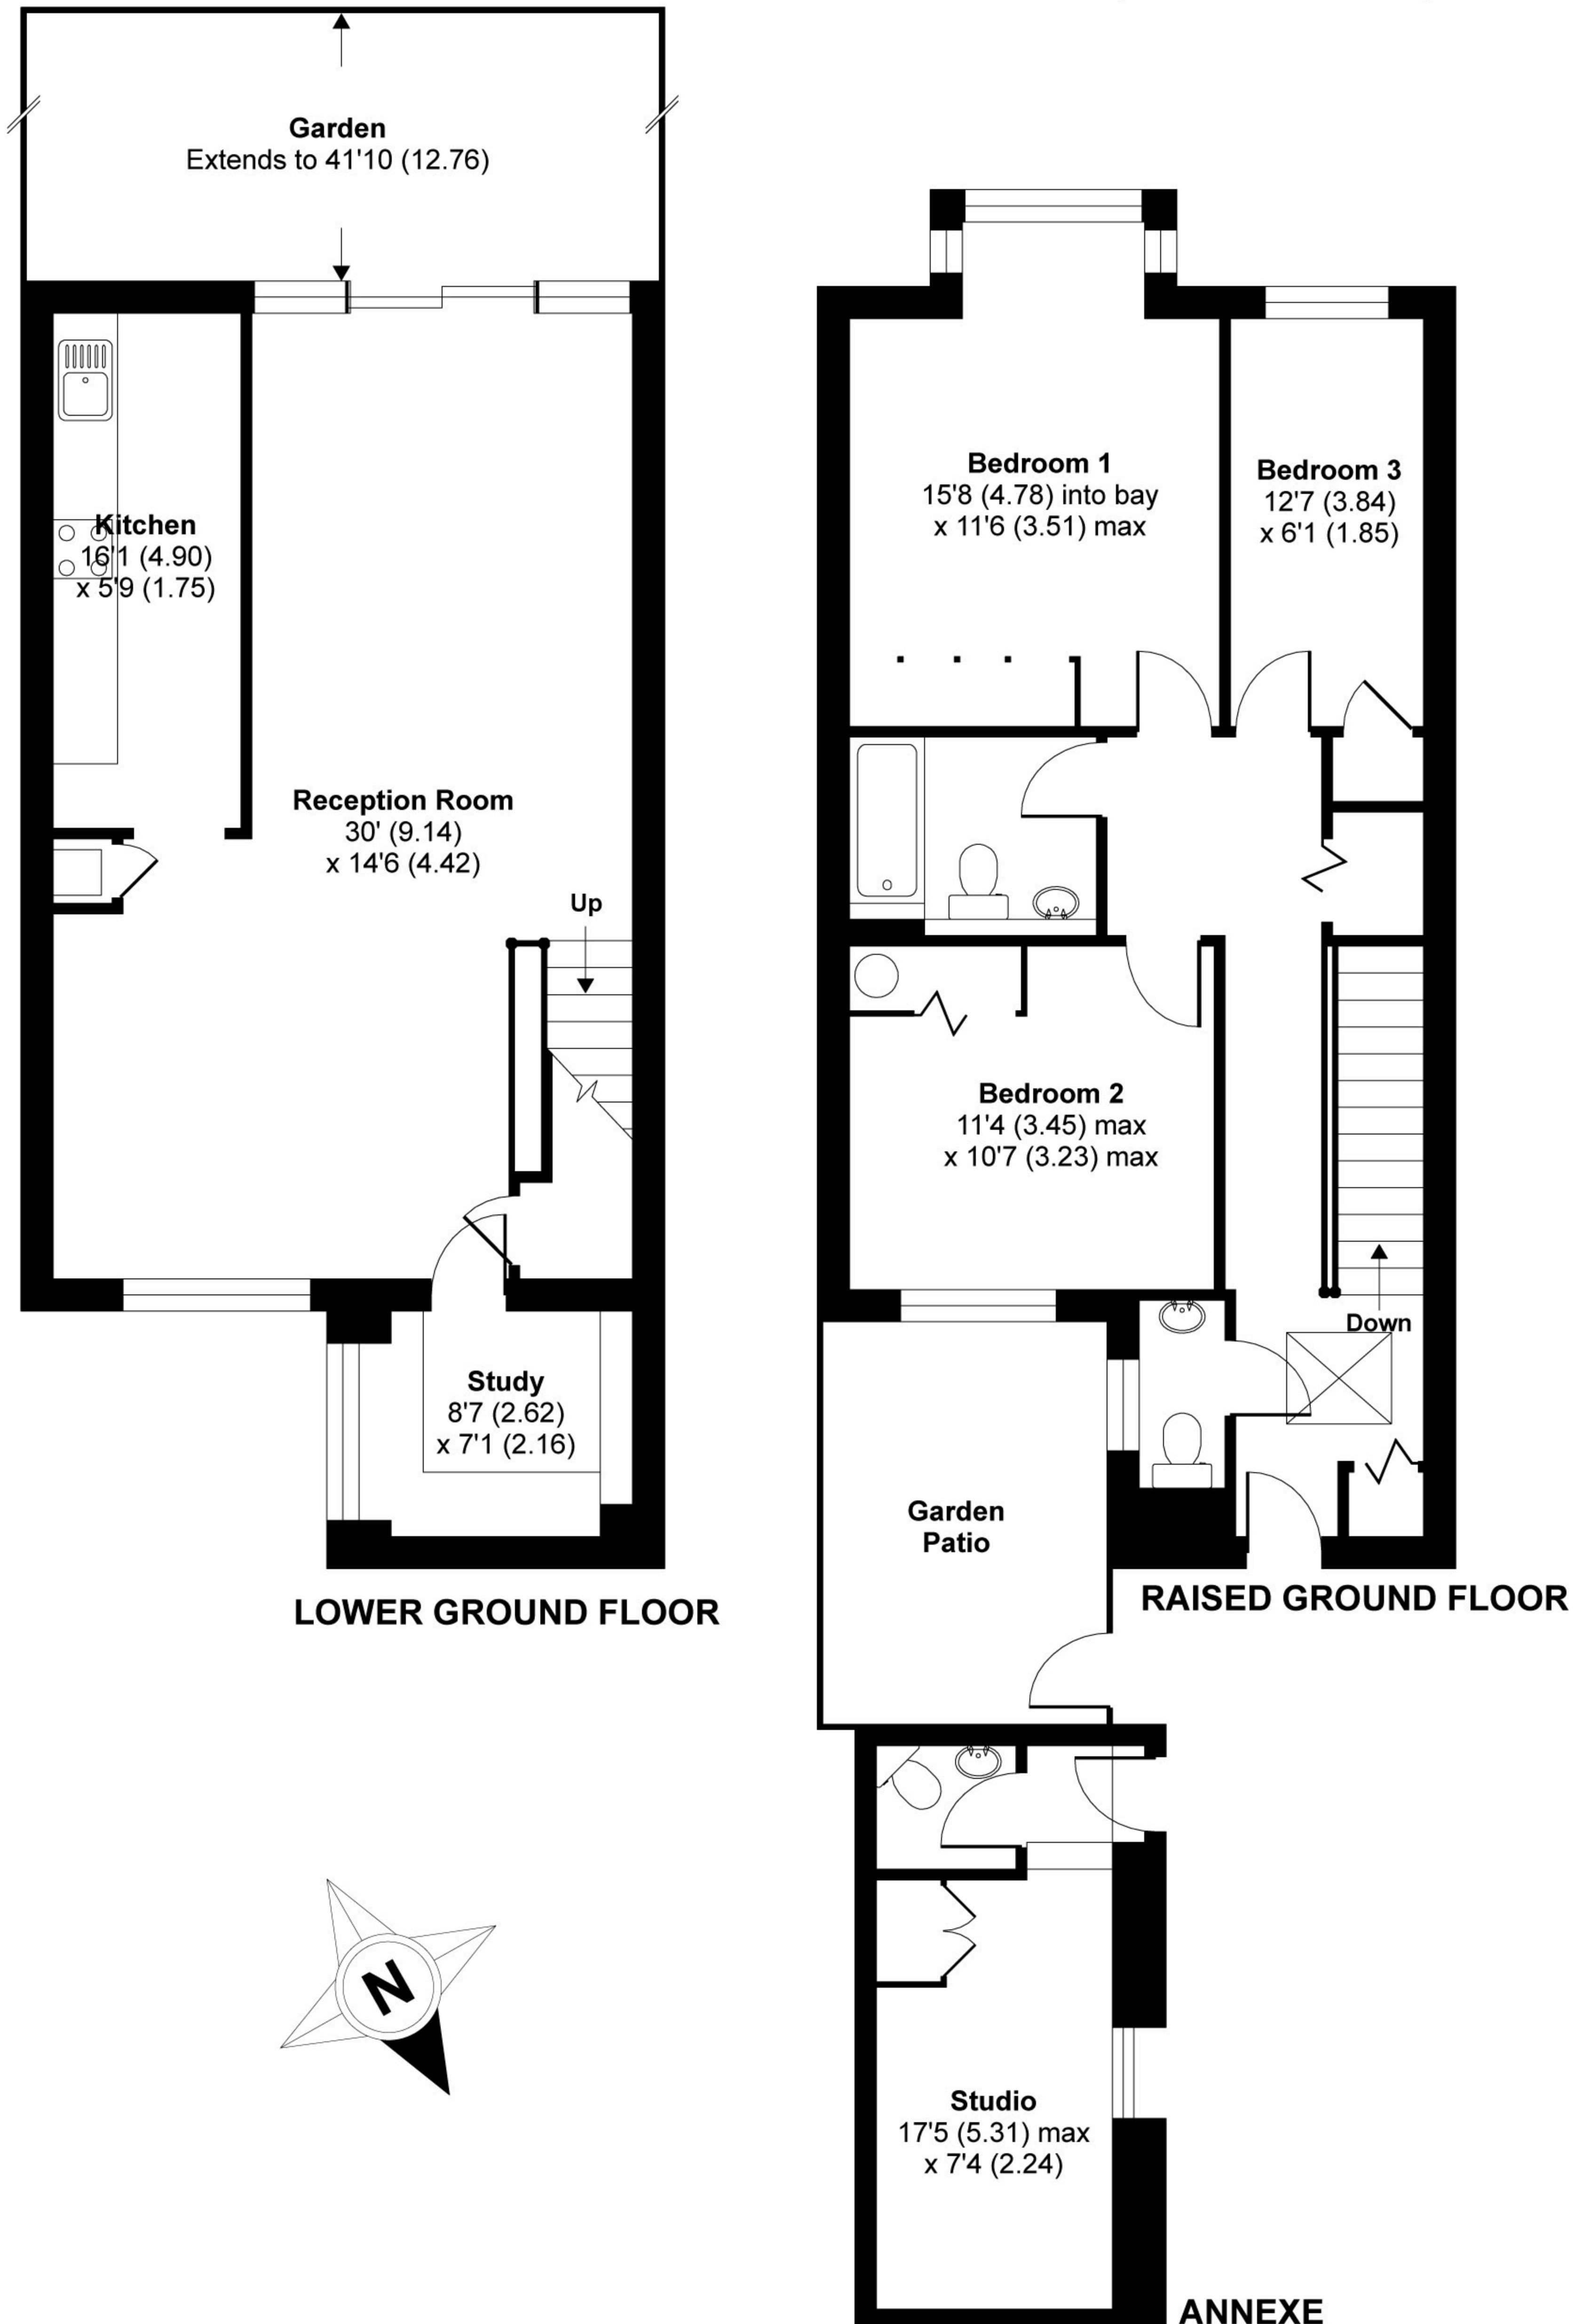 Garden
Extends to 41'10 (12.76)
Kitchen
16'1 (4.90)
x 5'9 (1.75)
Reception Room
30' (9.14)
x 14'6 (4.42)
Up
Study
8'7 (2.62)
x 7'1 (2.16)
LOWER GROUND FLOOR
Bedroom 1
15'8 (4.78) into bay
x 11'6 (3.51) max
Bedroom 3
12'7 (3.84)
x 6'1 (1.85)
Bedroom 2
11'4 (3.45) max
x 10'7 (3.23) max
Down
Garden
Patio
RAISED GROUND FLOOR
N
Studio
17'5 (5.31) max
x 7'4 (2.24)
ANNEXE